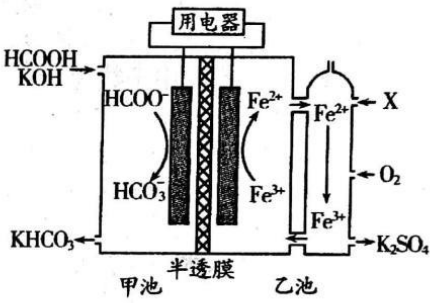 用电器
HCOOH
KOH
HCOO⁻
Fe²⁺
Fe²⁺
X
HCO₃⁻
Fe³⁺
O₂
Fe³⁺
KHCO₃
K₂SO₄
半透膜
甲池
乙池